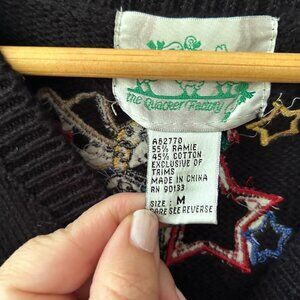 the Quacker Factory
A62770
55% RAMIE
45% COTTON
EXCLUSIVE OF
TRIMS
MADE IN CHINA
RN 90133
SIZE : M
CARE SEE REVERSE